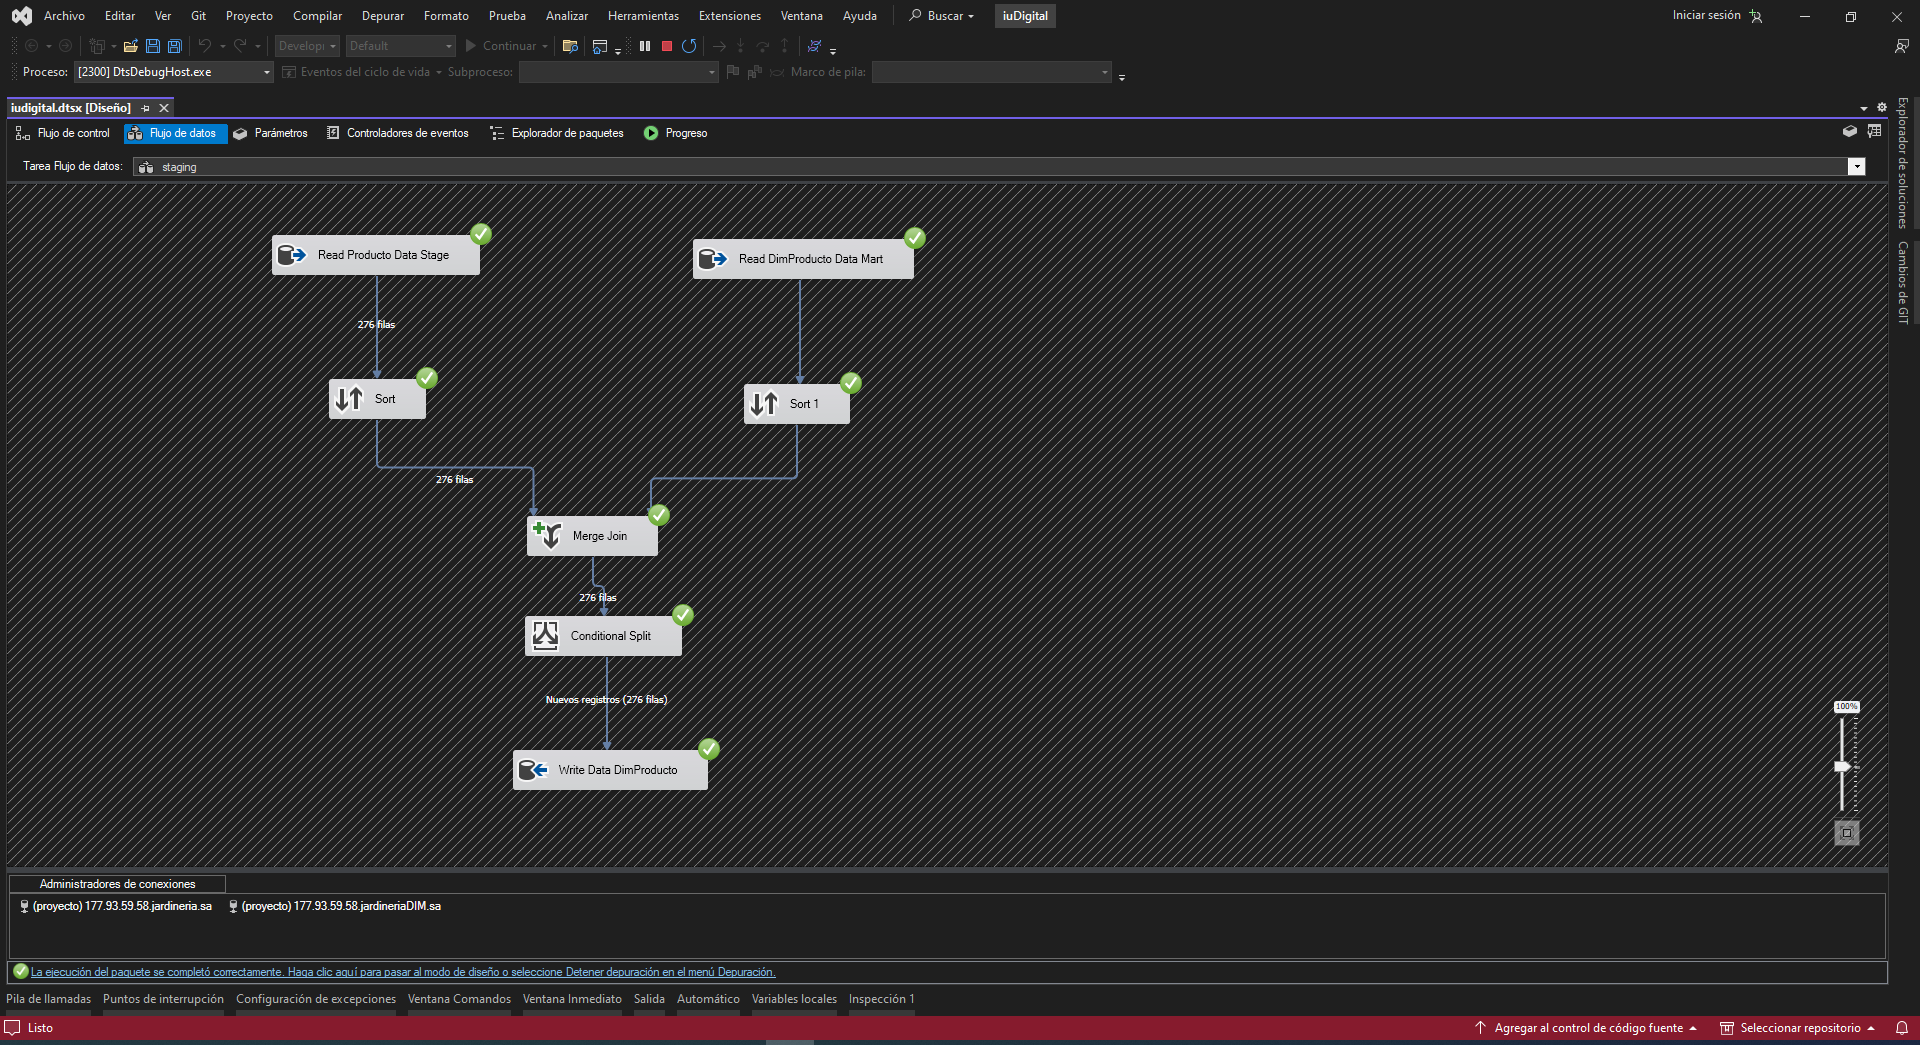 Archivo Editar Ver Git Proyecto Compilar Depurar Formato Prueba Analizar Herramientas Extensiones Ventana Ayuda Buscar iuDigital Iniciar sesión
Develop Default Continuar
Proceso: [2300] DtsDebugHost.exe Eventos del ciclo de vida Subproceso: Marco de pila:
iudigital.dtsx [Diseño]
Flujo de control Flujo de datos Parámetros Controladores de eventos Explorador de paquetes Progreso
Tarea Flujo de datos: staging
Explorador de soluciones
Cambios de GIT
Read Producto Data Stage
Read DimProducto Data Mart
276 filas
Sort
Sort 1
276 filas
Merge Join
276 filas
Conditional Split
Nuevos registros (276 filas)
100%
Write Data DimProducto
Administradores de conexiones
(proyecto) 177.93.59.58.jardineria.sa (proyecto) 177.93.59.58.jardineriaDIM.sa
La ejecución del paquete se completó correctamente. Haga clic aquí para pasar al modo de diseño o seleccione Detener depuración en el menú Depuración.
Pila de llamadas Puntos de interrupción Configuración de excepciones Ventana Comandos Ventana Inmediato Salida Automático Variables locales Inspección 1
Listo Agregar al control de código fuente Seleccionar repositorio